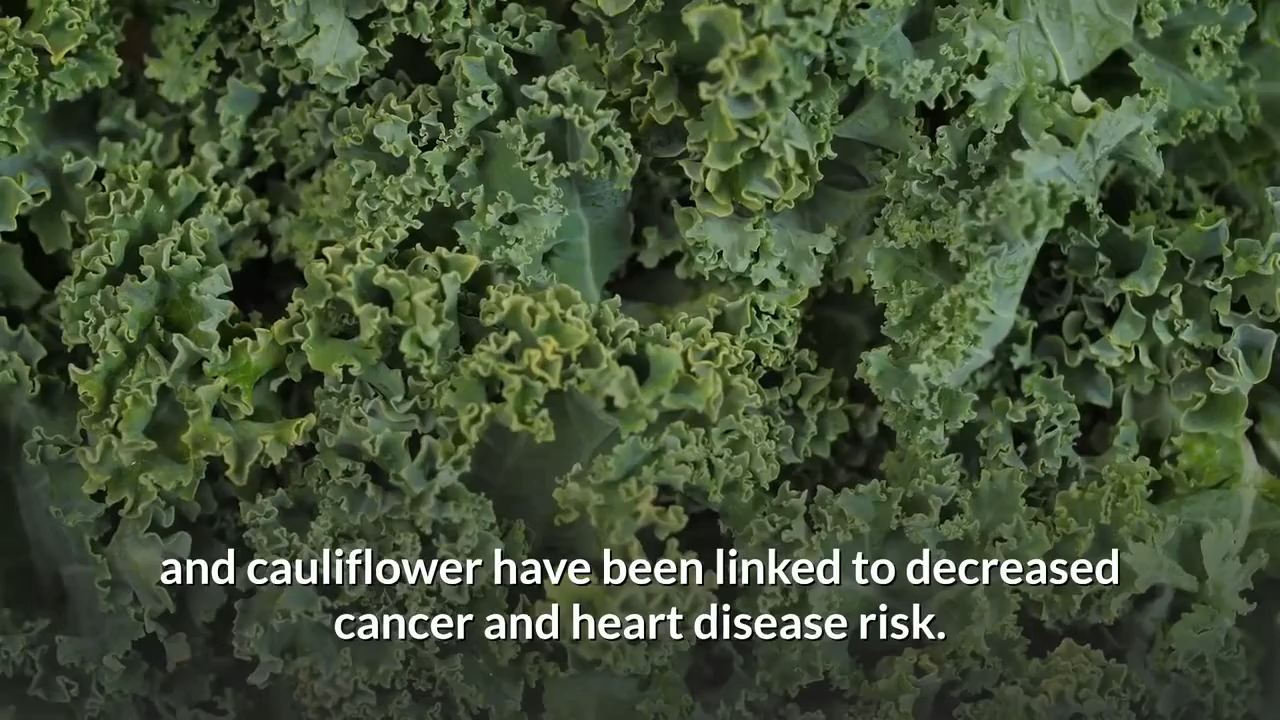 and cauliflower have been linked to decreased
cancer and heart disease risk.